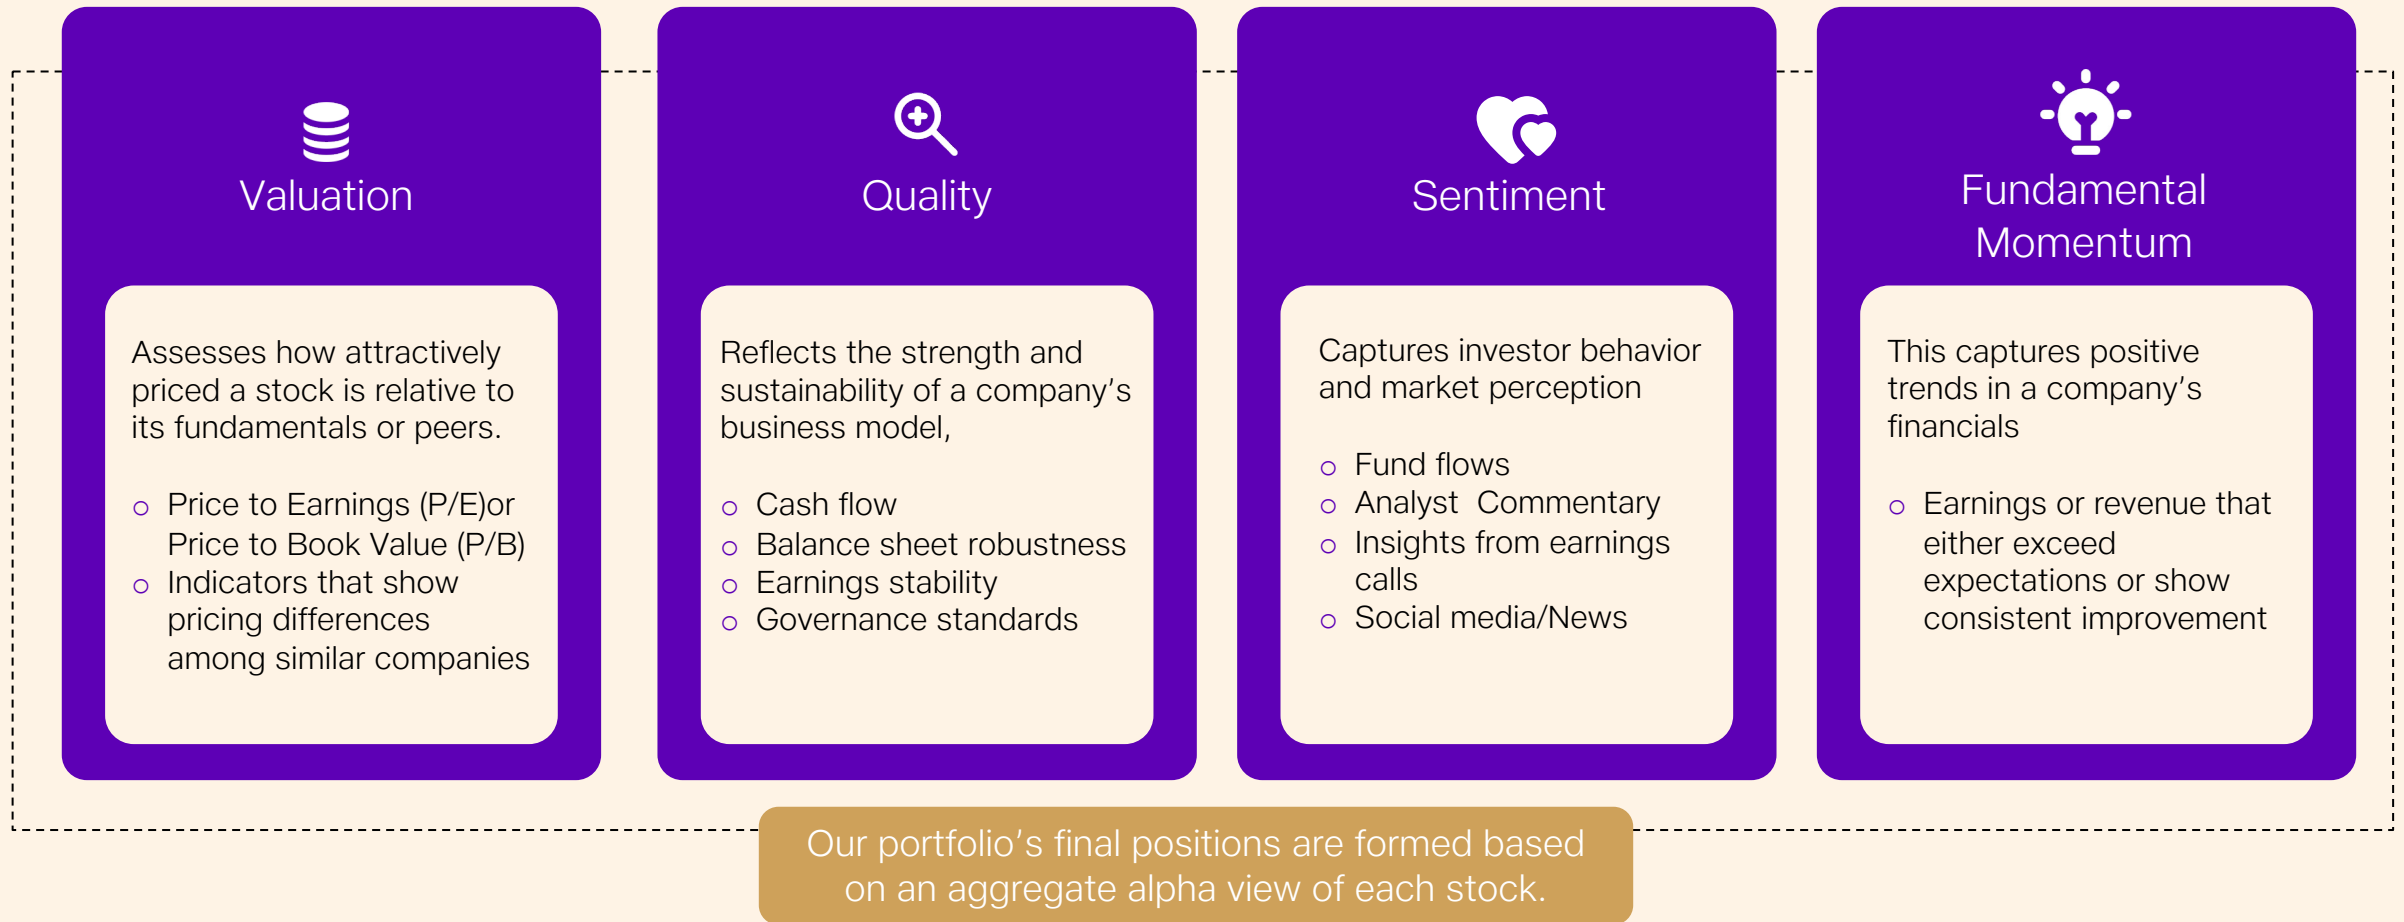 Valuation
Assesses how attractively
priced a stock is relative to
its fundamentals or peers.
○ Price to Earnings (P/E)or
Price to Book Value (P/B)
○ Indicators that show
pricing differences
among similar companies
Quality
Reflects the strength and
sustainability of a company’s
business model,
○ Cash flow
○ Balance sheet robustness
○ Earnings stability
○ Governance standards
Sentiment
Captures investor behavior
and market perception
○ Fund flows
○ Analyst  Commentary
○ Insights from earnings
calls
○ Social media/News
Fundamental
Momentum
This captures positive
trends in a company’s
financials
○ Earnings or revenue that
either exceed
expectations or show
consistent improvement
Our portfolio’s final positions are formed based
on an aggregate alpha view of each stock.